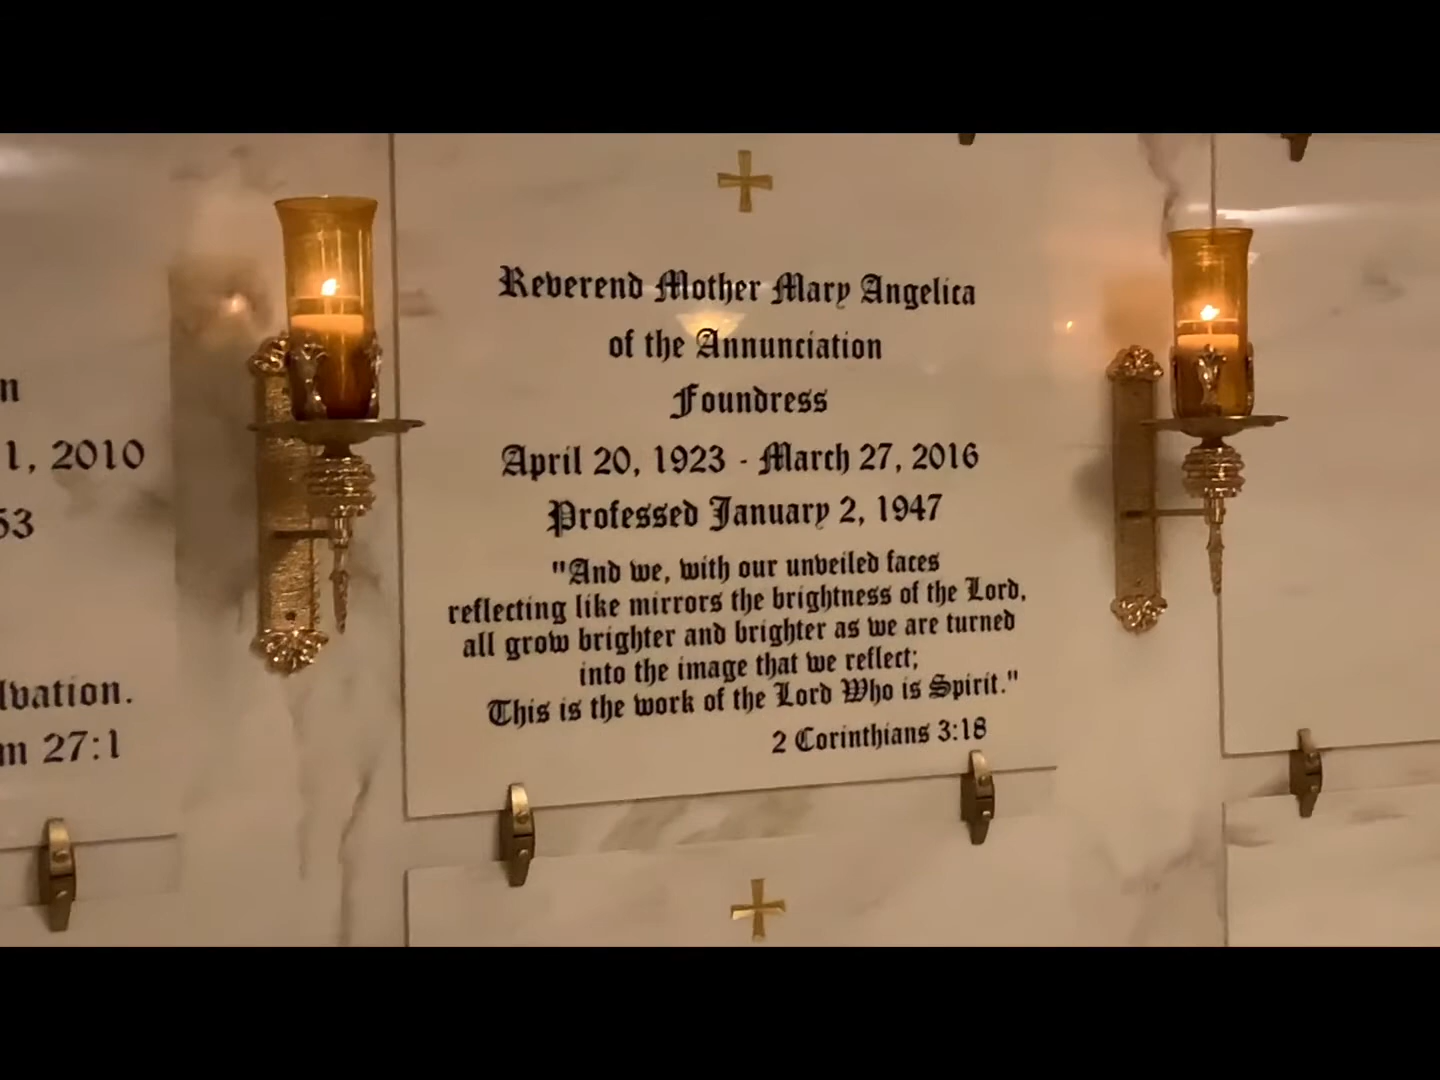 Reverend Mother Mary Angelica
of the Annunciation
Foundress
April 20, 1923 - March 27, 2016
Professed January 2, 1947
"And we, with our unveiled faces
reflecting like mirrors the brightness of the Lord,
all grow brighter and brighter as we are turned
into the image that we reflect;
This is the work of the Lord Who is Spirit."
2 Corinthians 3:18
1, 2010
53
27:1